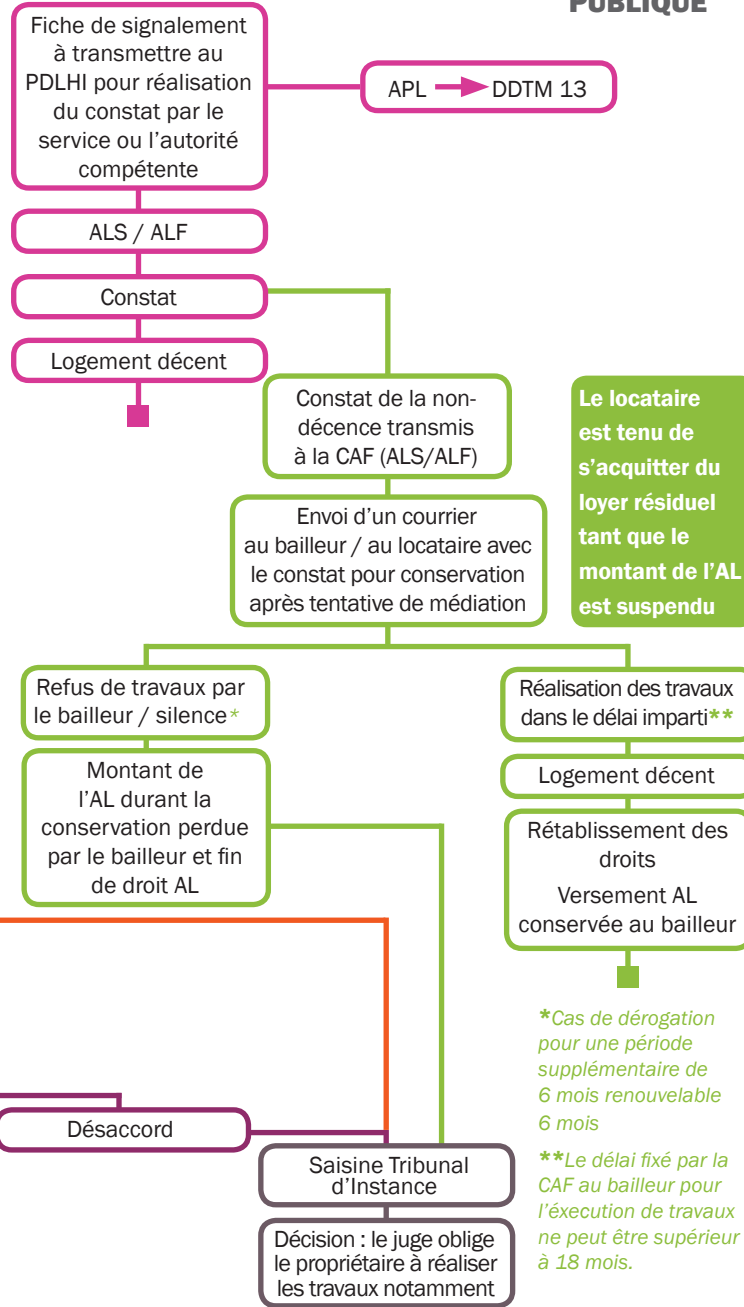 PUBLIQUE
Fiche de signalement
à transmettre au
PDLHI pour réalisation
du constat par le
service ou l'autorité
compétente
APL DDTM 13
ALS / ALF
Constat
Logement décent
Constat de la non-
décence transmis
à la CAF (ALS/ALF)
Le locataire
est tenu de
s'acquitter du
loyer résiduel
tant que le
montant de l'AL
est suspendu
Envoi d'un courrier
au bailleur / au locataire avec
le constat pour conservation
après tentative de médiation
Refus de travaux par
le bailleur / silence*
Montant de
l'AL durant la
conservation perdue
par le bailleur et fin
de droit AL
Réalisation des travaux
dans le délai imparti**
Logement décent
Rétablissement des
droits
Versement AL
conservée au bailleur
*Cas de dérogation
pour une période
supplémentaire de
6 mois renouvelable
6 mois
**Le délai fixé par la
CAF au bailleur pour
l'éxecution de travaux
ne peut être supérieur
à 18 mois.
Désaccord
Saisine Tribunal
d'Instance
Décision : le juge oblige
le propriétaire à réaliser
les travaux notamment